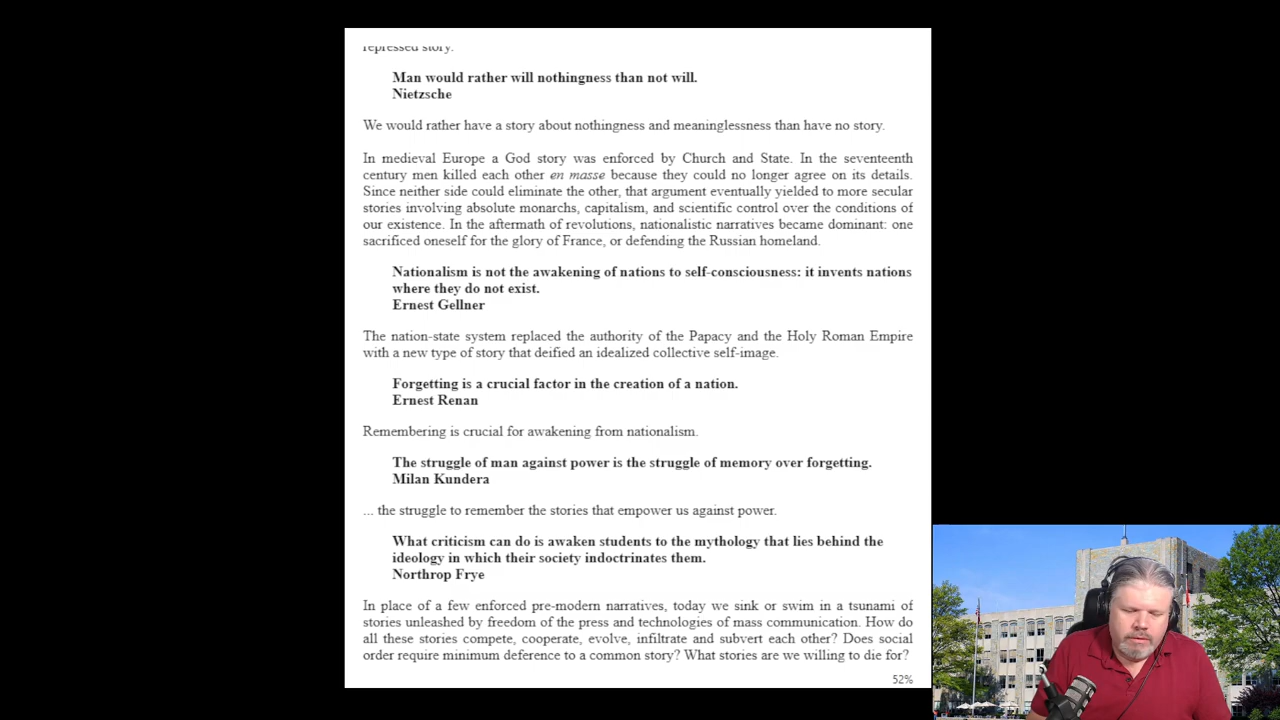 repressed story.
Man would rather will nothingness than not will.
Nietzsche
We would rather have a story about nothingness and meaninglessness than have no story.
In medieval Europe a God story was enforced by Church and State. In the seventeenth
century men killed each other en masse because they could no longer agree on its details.
Since neither side could eliminate the other, that argument eventually yielded to more secular
stories involving absolute monarchs, capitalism, and scientific control over the conditions of
our existence. In the aftermath of revolutions, nationalistic narratives became dominant: one
sacrificed oneself for the glory of France, or defending the Russian homeland.
Nationalism is not the awakening of nations to self-consciousness: it invents nations
where they do not exist.
Ernest Gellner
The nation-state system replaced the authority of the Papacy and the Holy Roman Empire
with a new type of story that deified an idealized collective self-image.
Forgetting is a crucial factor in the creation of a nation.
Ernest Renan
Remembering is crucial for awakening from nationalism.
The struggle of man against power is the struggle of memory over forgetting.
Milan Kundera
... the struggle to remember the stories that empower us against power.
What criticism can do is awaken students to the mythology that lies behind the
ideology in which their society indoctrinates them.
Northrop Frye
In place of a few enforced pre-modern narratives, today we sink or swim in a tsunami of
stories unleashed by freedom of the press and technologies of mass communication. How do
all these stories compete, cooperate, evolve, infiltrate and subvert each other? Does social
order require minimum deference to a common story? What stories are we willing to die for?
52%